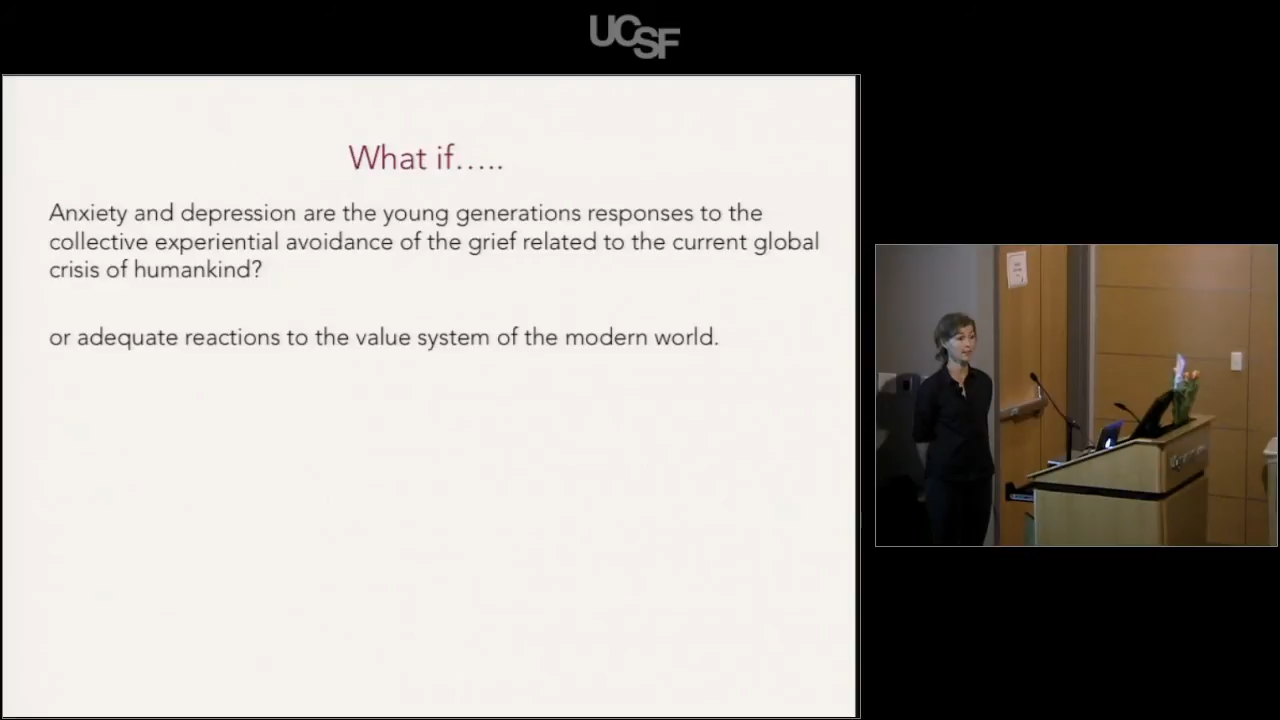 UCSF
What if…..
Anxiety and depression are the young generations responses to the
collective experiential avoidance of the grief related to the current global
crisis of humankind?
or adequate reactions to the value system of the modern world.